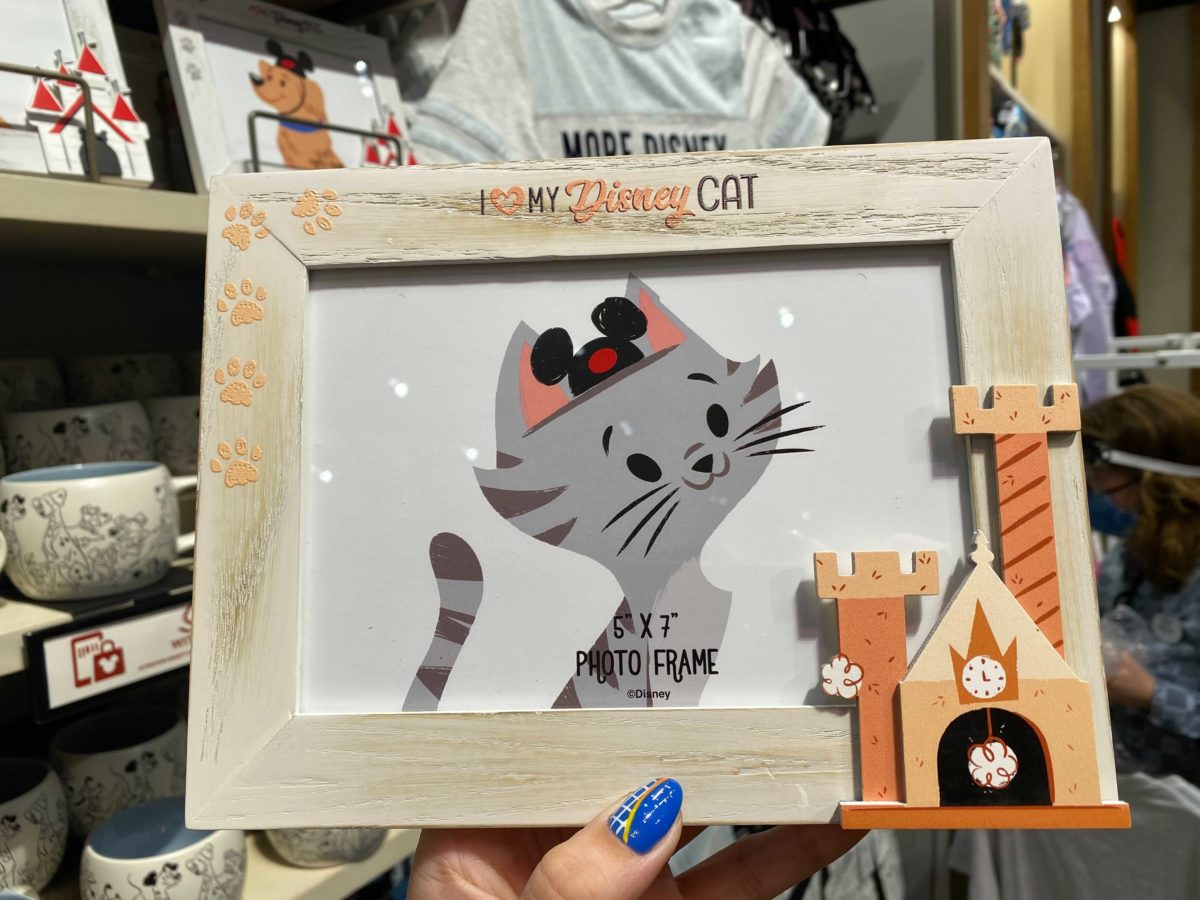 MORE DISNEY
I MY Disney CAT
5" X 7"
PHOTO FRAME
©Disney